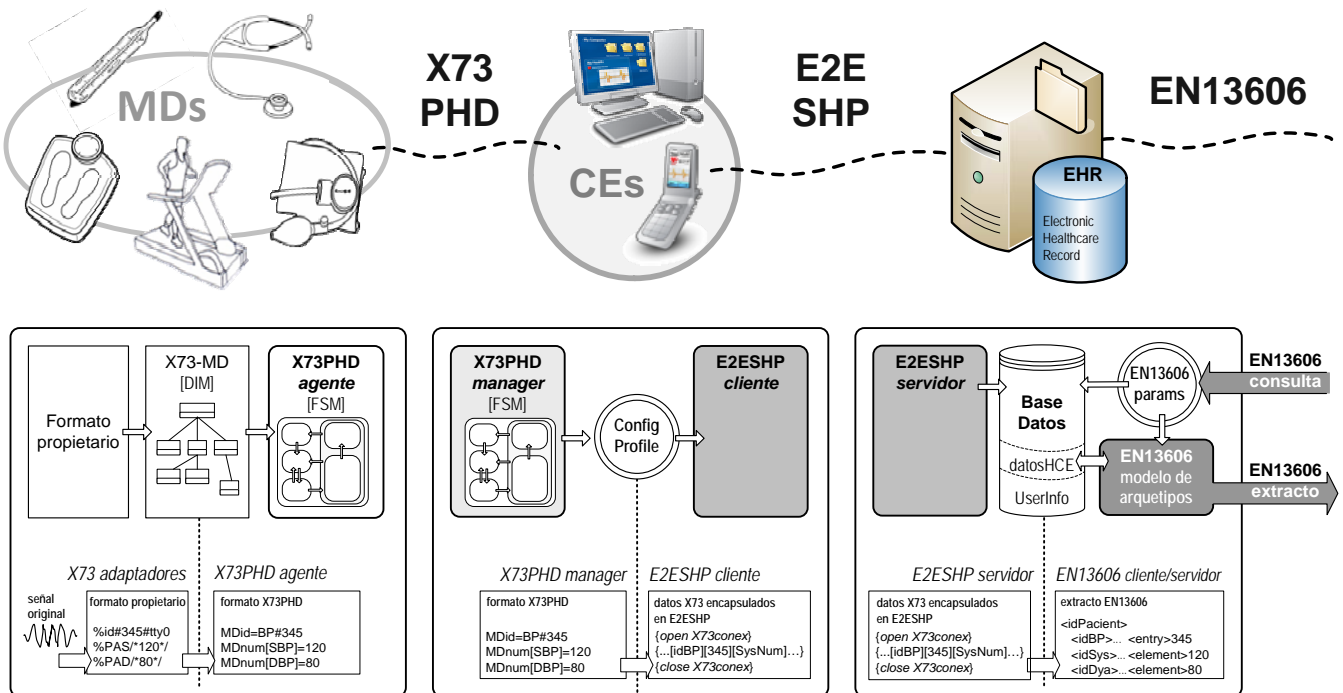 MDs
X73
PHD
CEs
E2E
SHP
EHR
Electronic
Healthcare
Record
EN13606
Formato
propietario
X73-MD
[DIM]
X73PHD
agente
[FSM]
X73 adaptadores
X73PHD agente
señal
original
formato propietario
%id#345#tty0
%PAS/*120*/
%PAD/*80*/
formato X73PHD
MDid=BP#345
MDnum[SBP]=120
MDnum[DBP]=80
X73PHD
manager
[FSM]
Config
Profile
E2ESHP
cliente
X73PHD manager
E2ESHP cliente
formato X73PHD
MDid=BP#345
MDnum[SBP]=120
MDnum[DBP]=80
datos X73 encapsulados
en E2ESHP
{open X73conex}
{...[idBP][345][SysNum]...}
{close X73conex}
E2ESHP
servidor
Base
Datos
datosHCE
UserInfo
EN13606
params
EN13606
modelo de
arquetipos
EN13606
consulta
EN13606
extracto
E2ESHP servidor
EN13606 cliente/servidor
datos X73 encapsulados
en E2ESHP
{open X73conex}
{...[idBP][345][SysNum]...}
{close X73conex}
extracto EN13606
<idPacient>
<idBP>... <entry>345
<idSys>... <element>120
<idDya>... <element>80